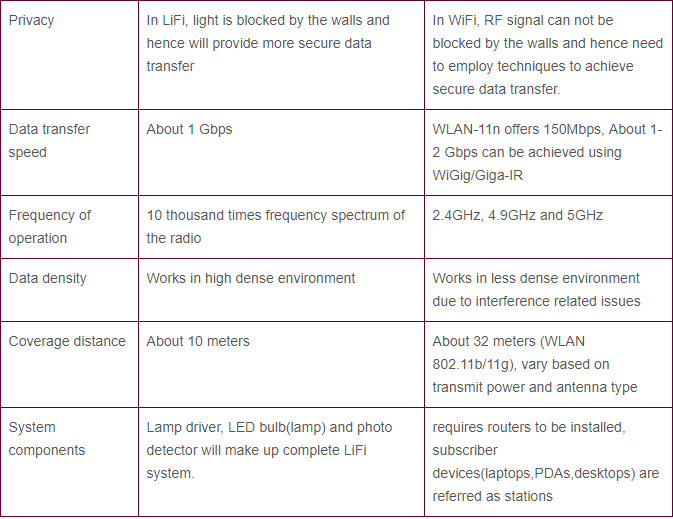 Privacy
In LiFi, light is blocked by the walls and
hence will provide more secure data
transfer
In WiFi, RF signal can not be
blocked by the walls and hence need
to employ techniques to achieve
secure data transfer.
Data transfer
speed
About 1 Gbps
WLAN-11n offers 150Mbps, About 1-
2 Gbps can be achieved using
WiGig/Giga-IR
Frequency of
operation
10 thousand times frequency spectrum of
the radio
2.4GHz, 4.9GHz and 5GHz
Data density
Works in high dense environment
Works in less dense environment
due to interference related issues
Coverage distance
About 10 meters
About 32 meters (WLAN
802.11b/11g), vary based on
transmit power and antenna type
System
components
Lamp driver, LED bulb(lamp) and photo
detector will make up complete LiFi
system.
requires routers to be installed,
subscriber
devices(laptops,PDAs,desktops) are
referred as stations